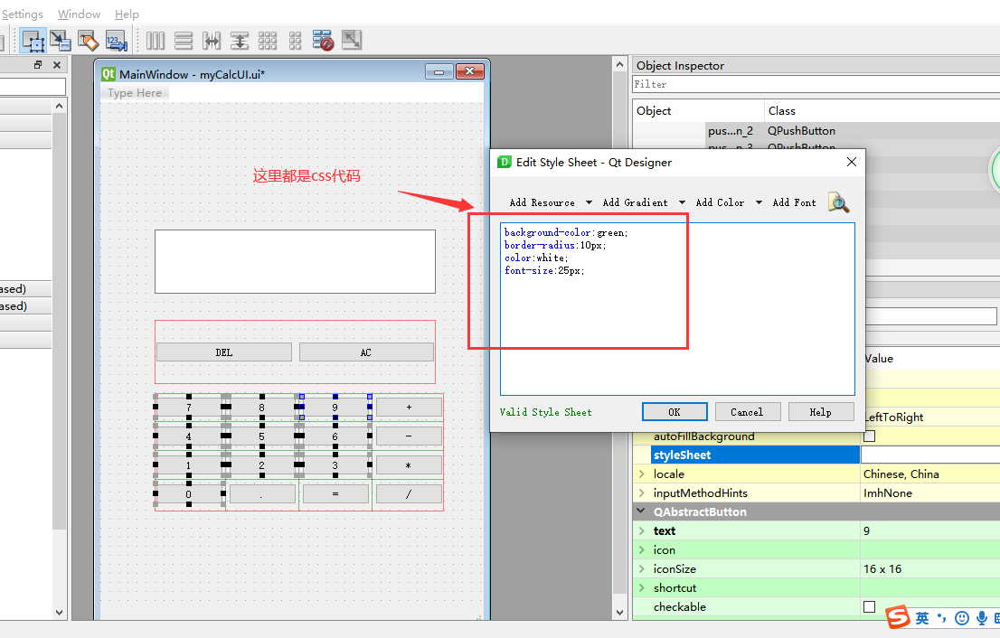 Settings Window Help
MainWindow - myCalcUI.ui*
Type Here
这里都是css代码
DEL AC
7 8 9 +
4 5 6 -
1 2 3 *
0 . = /
ased)
ased)
Object Inspector
Filter
Object Class
pus...n_2 QPushButton
Edit Style Sheet - Qt Designer
Add Resource Add Gradient Add Color Add Font
background-color:green;
border-radius:10px;
color:white;
font-size:25px;
Valid Style Sheet OK Cancel Help
Value
LeftToRight
autoFillBackground
styleSheet
locale Chinese, China
inputMethodHints ImhNone
QAbstractButton
text 9
icon
iconSize 16 x 16
shortcut
checkable
英